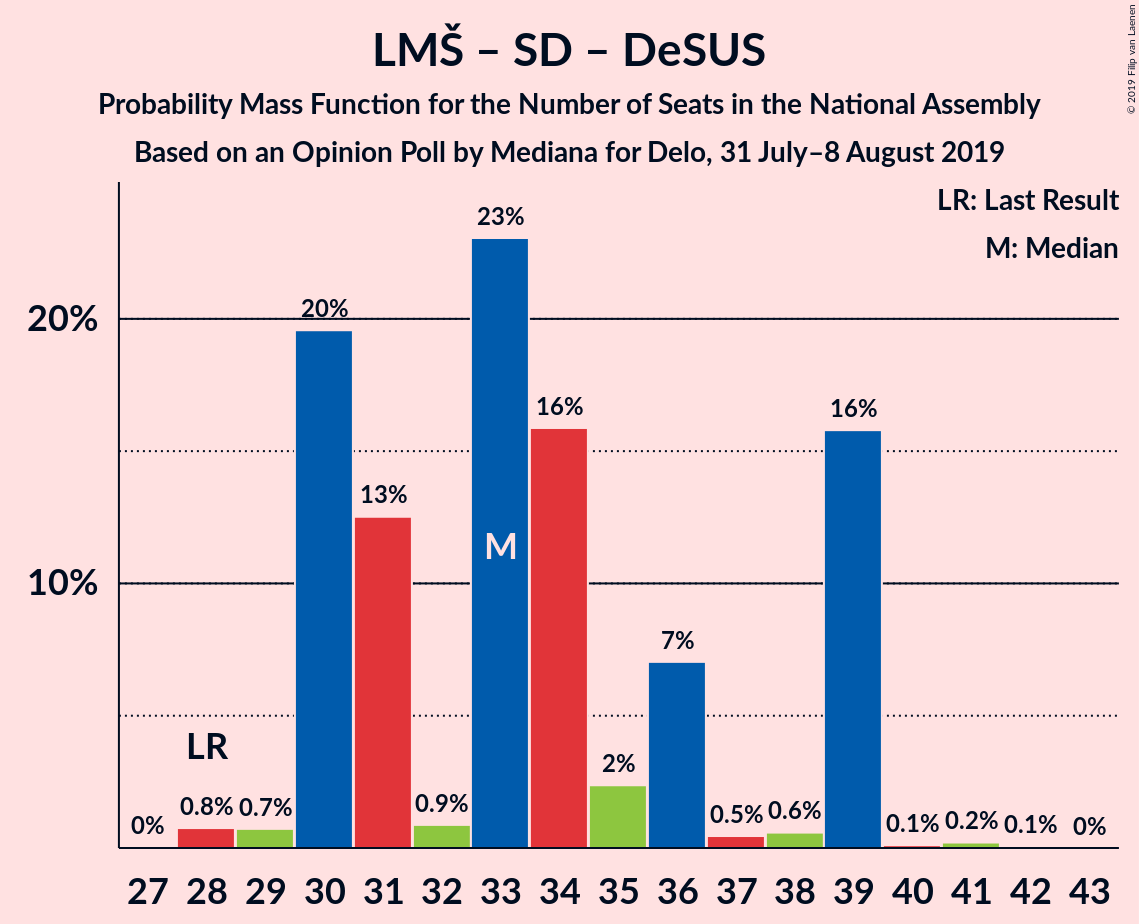 LMŠ – SD – DeSUS
Probability Mass Function for the Number of Seats in the National Assembly
Based on an Opinion Poll by Mediana for Delo, 31 July–8 August 2019
© 2019 Filip van Laenen
LR: Last Result
M: Median
20%
10%
0%
0.8%
0.7%
20%
13%
0.9%
23%
16%
2%
7%
0.5%
0.6%
16%
0.1%
0.2%
0.1%
0%
LR
M
27 28 29 30 31 32 33 34 35 36 37 38 39 40 41 42 43